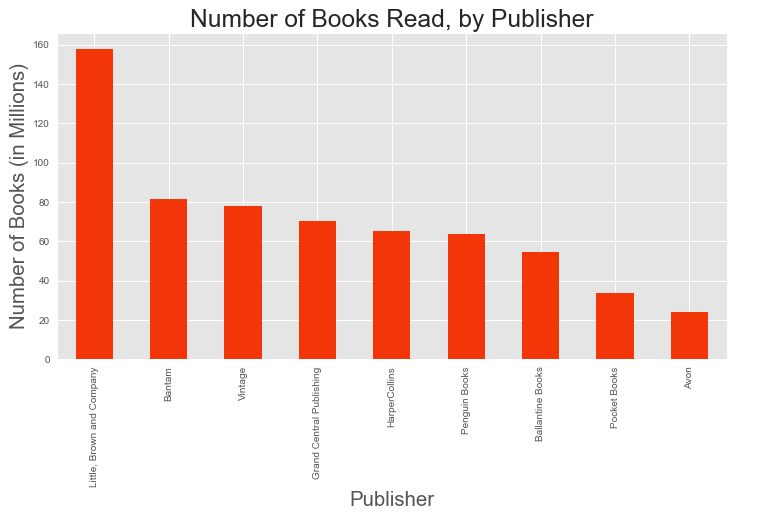 Number of Books Read, by Publisher
Number of Books (in Millions)
160
140
120
100
80
60
40
20
0
Little, Brown and Company
Bantam
Vintage
Grand Central Publishing
HarperCollins
Penguin Books
Ballantine Books
Pocket Books
Avon
Publisher